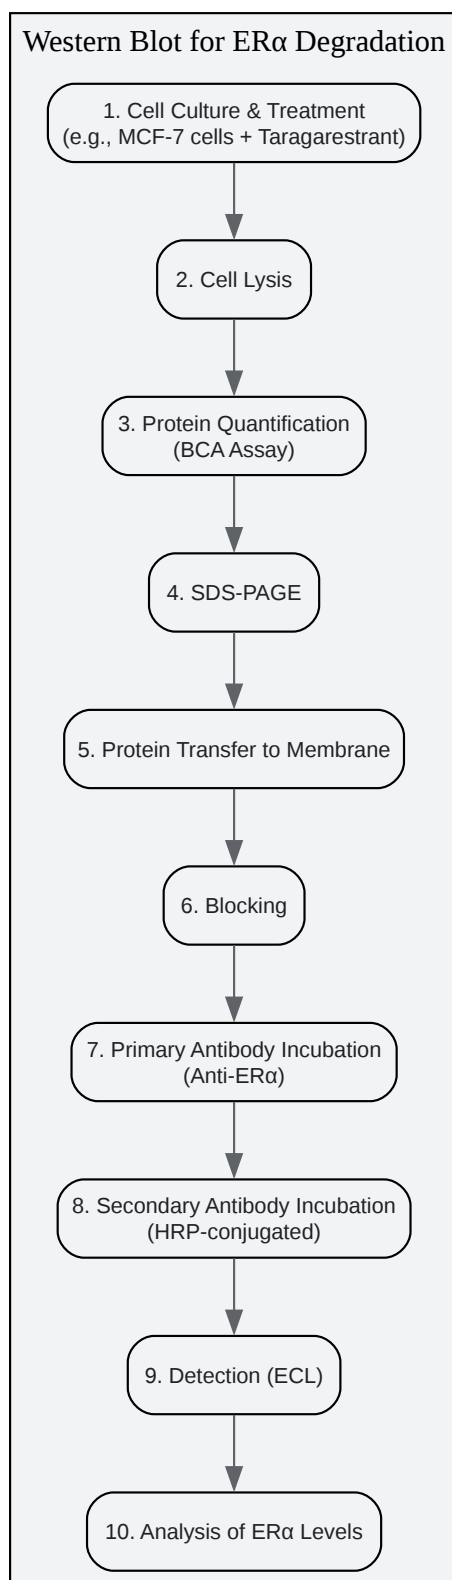 Western Blot for ERα Degradation
1. Cell Culture & Treatment
(e.g., MCF-7 cells + Taragarestrant)
2. Cell Lysis
3. Protein Quantification
(BCA Assay)
4. SDS-PAGE
5. Protein Transfer to Membrane
6. Blocking
7. Primary Antibody Incubation
(Anti-ERα)
8. Secondary Antibody Incubation
(HRP-conjugated)
9. Detection (ECL)
10. Analysis of ERα Levels